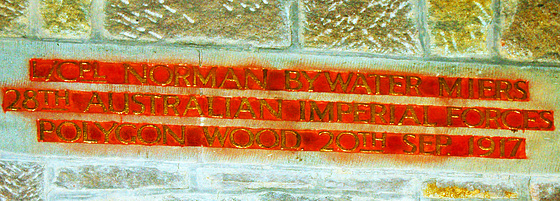 L/CPL NORMAN BYWATER MIERS
28TH AUSTRALIAN IMPERIAL FORCES
POLYGON WOOD 20TH SEP. 1917